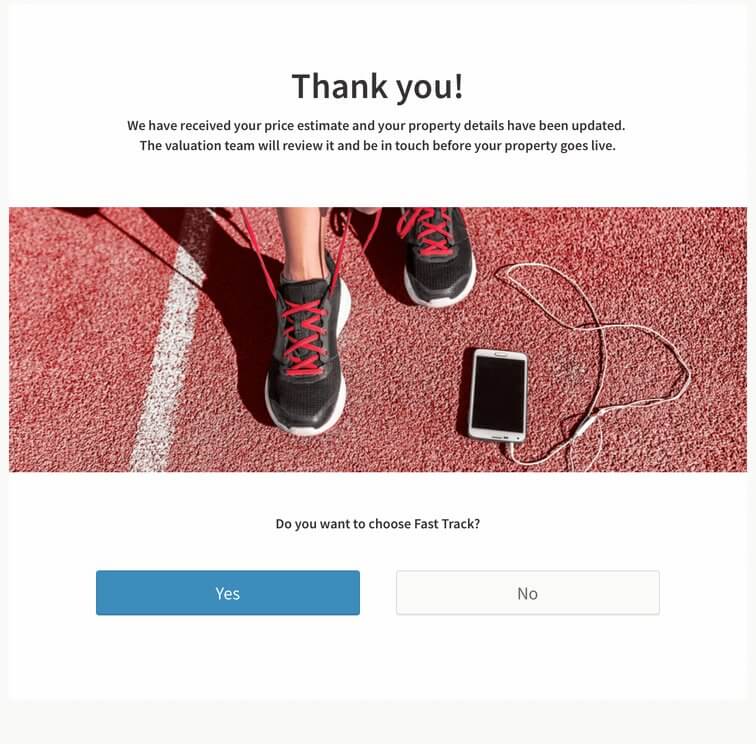 Thank you!
We have received your price estimate and your property details have been updated.
The valuation team will review it and be in touch before your property goes live.
Do you want to choose Fast Track?
Yes
No